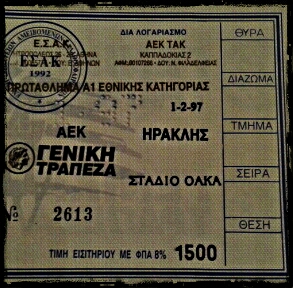 ΔΙΑ ΛΟΓΑΡΙΑΣΜΟ
Ε.Σ.Α.Κ.
ΑΕΚ ΤΑΚ
ΚΑΠΠΑΔΟΚΙΑΣ 2
Ε.Σ.Α.Κ
1992
ΠΡΩΤΑΘΛΗΜΑ Α1 ΕΘΝΙΚΗΣ ΚΑΤΗΓΟΡΙΑΣ
1-2-97
ΑΕΚ ΗΡΑΚΛΗΣ
ΓΕΝΙΚΗ
ΤΡΑΠΕΖΑ
ΣΤΑΔΙΟ ΟΑΚΑ
№ 2613
ΤΙΜΗ ΕΙΣΙΤΗΡΙΟΥ ΜΕ ΦΠΑ 8% 1500
ΘΥΡΑ
ΔΙΑΖΩΜΑ
ΤΜΗΜΑ
ΣΕΙΡΑ
ΘΕΣΗ